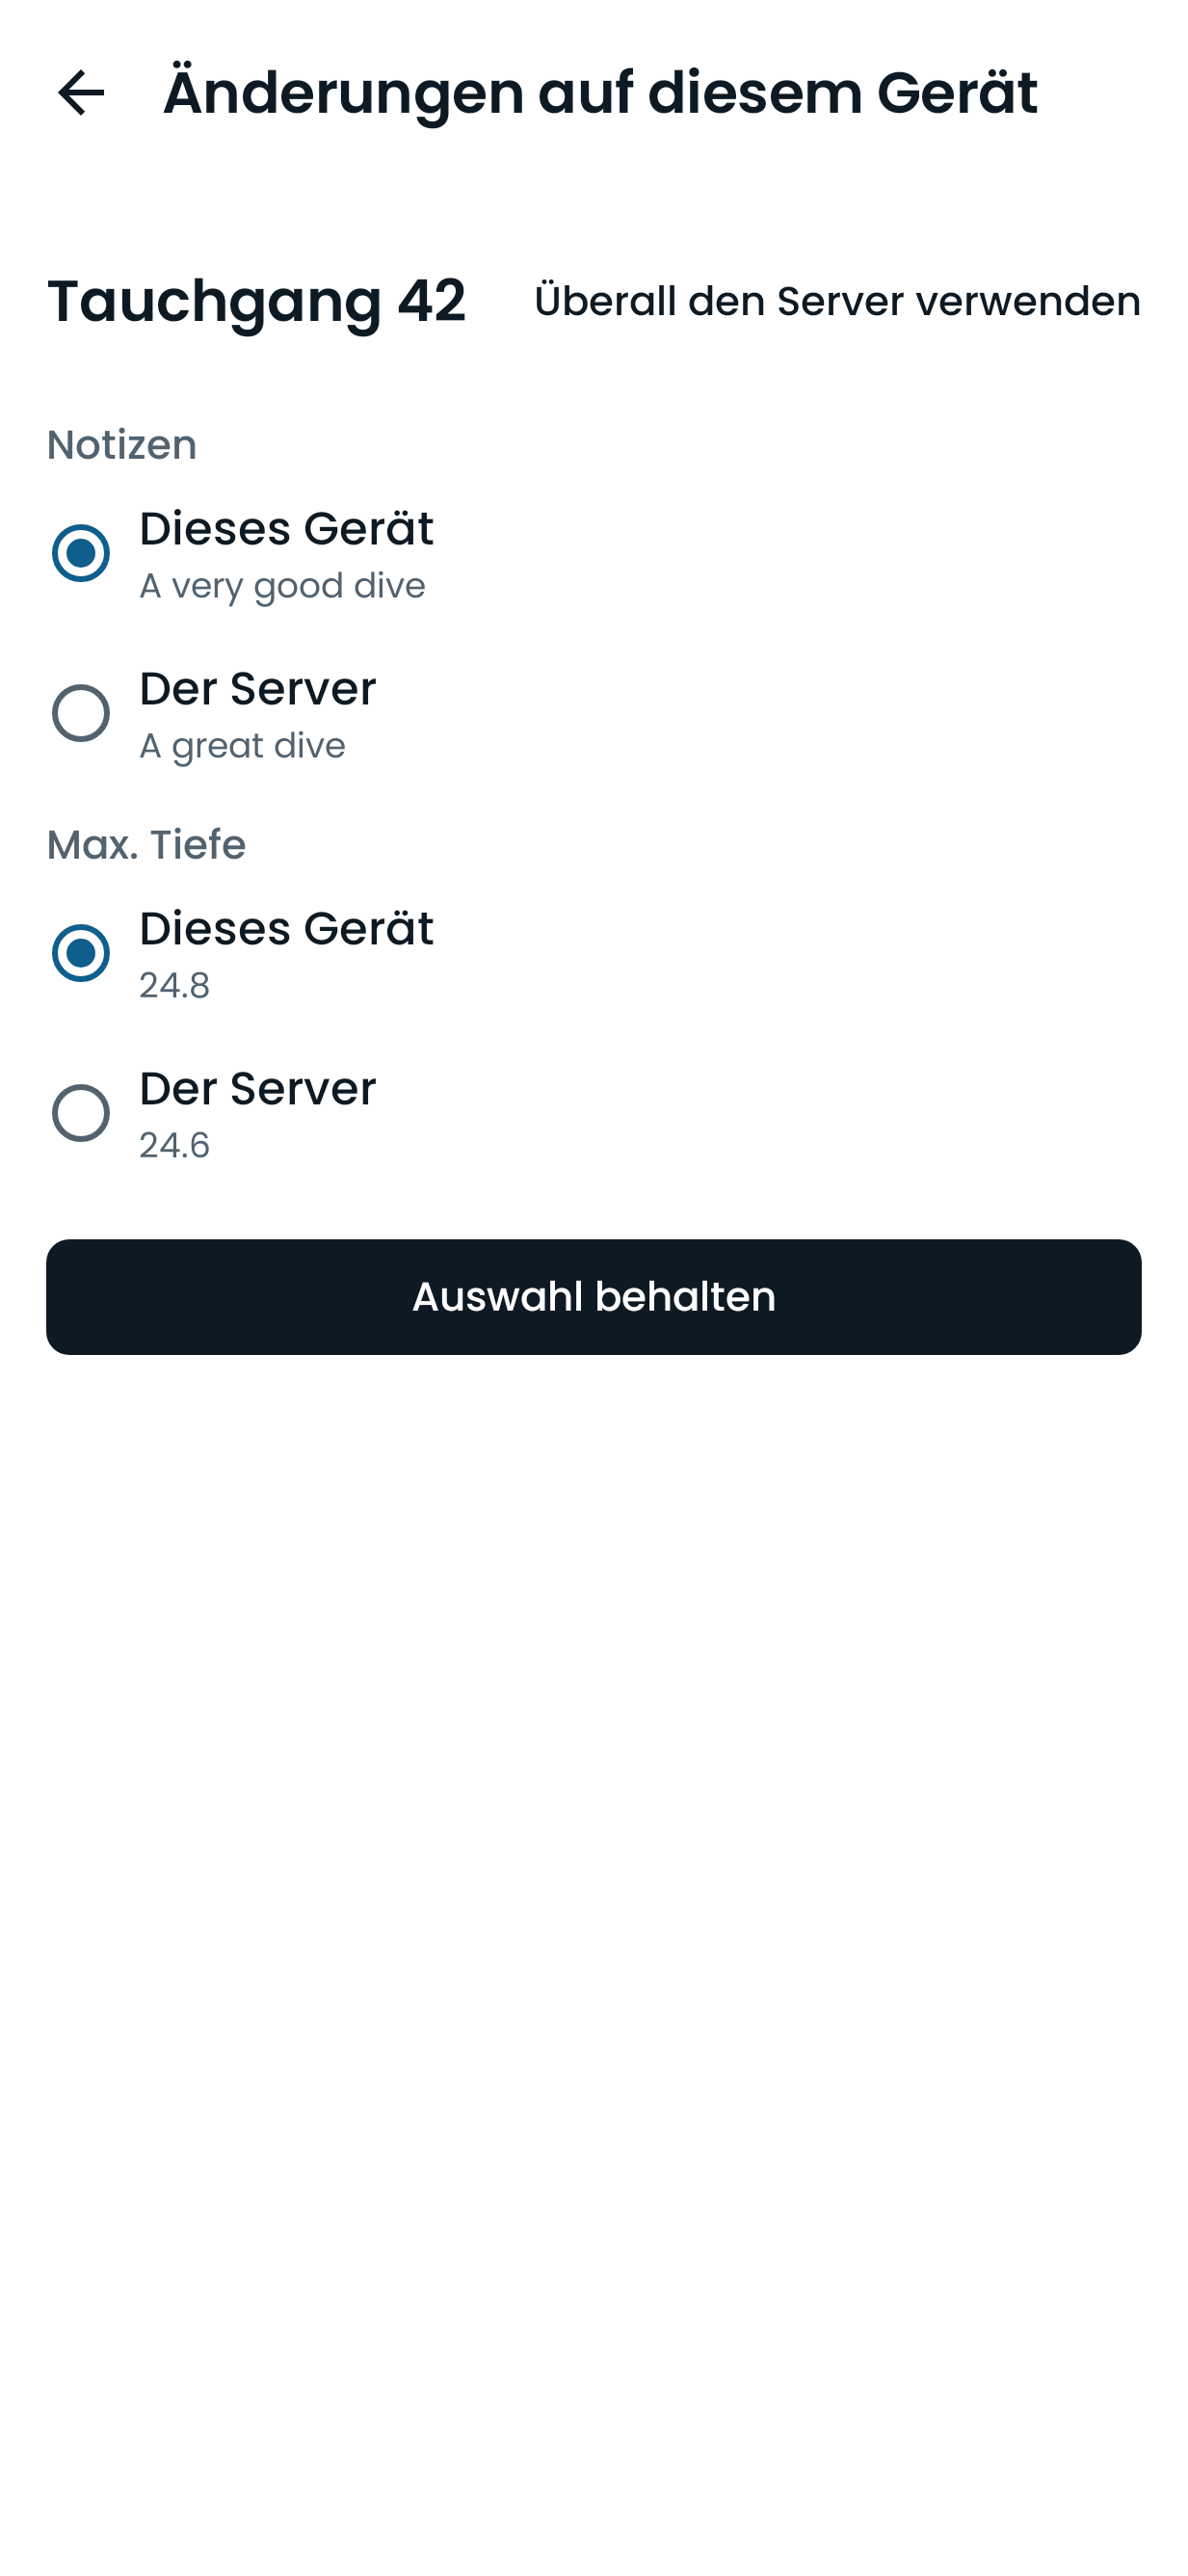 Änderungen auf diesem Gerät
Tauchgang 42
Überall den Server verwenden
Notizen
Dieses Gerät
A very good dive
Der Server
A great dive
Max. Tiefe
Dieses Gerät
24.8
Der Server
24.6
Auswahl behalten